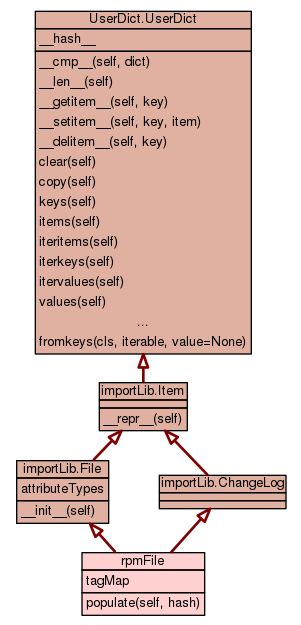 UserDict.UserDict
__hash__
__cmp__(self, dict)
__len__(self)
__getitem__(self, key)
__setitem__(self, key, item)
__delitem__(self, key)
clear(self)
copy(self)
keys(self)
items(self)
iteritems(self)
iterkeys(self)
itervalues(self)
values(self)
...
fromkeys(cls, iterable, value=None)
importLib.Item
__repr__(self)
importLib.File
attributeTypes
__init__(self)
importLib.ChangeLog
rpmFile
tagMap
populate(self, hash)